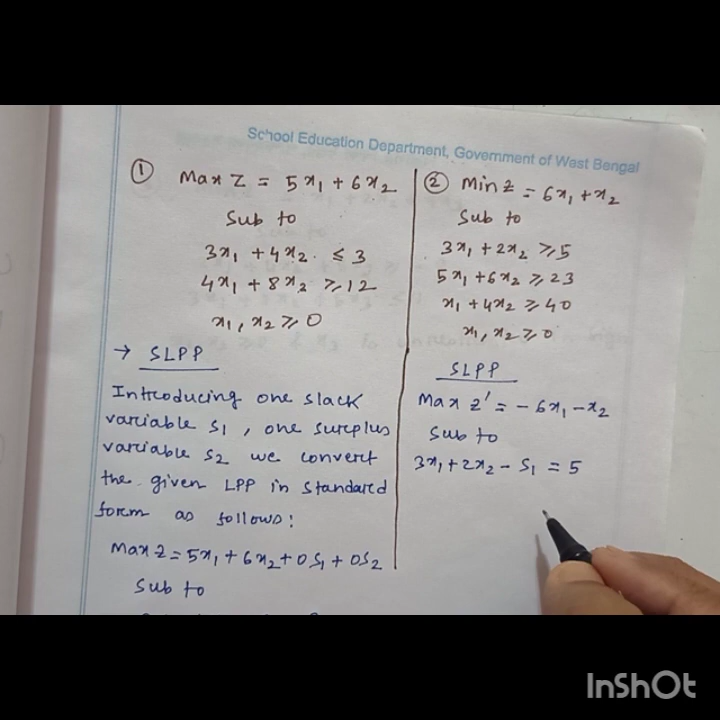 School Education Department, Government of West Bengal
① Max Z = 5x₁ + 6x₂
Sub to
3x₁ + 4x₂ ≤ 3
4x₁ + 8x₂ ≥ 12
x₁, x₂ ≥ 0
→ SLPP
Introducing one slack
variable S₁, one surplus
variable S₂ we convert
the given LPP in standard
form as follows:
Max Z = 5x₁ + 6x₂ + 0S₁ + 0S₂
Sub to
② Min Z = 6x₁ + x₂
Sub to
3x₁ + 2x₂ ≥ 5
5x₁ + 6x₂ ≥ 23
x₁ + 4x₂ ≥ 40
x₁, x₂ ≥ 0
SLPP
Max Z' = - 6x₁ - x₂
Sub to
3x₁ + 2x₂ - S₁ = 5
InShOt